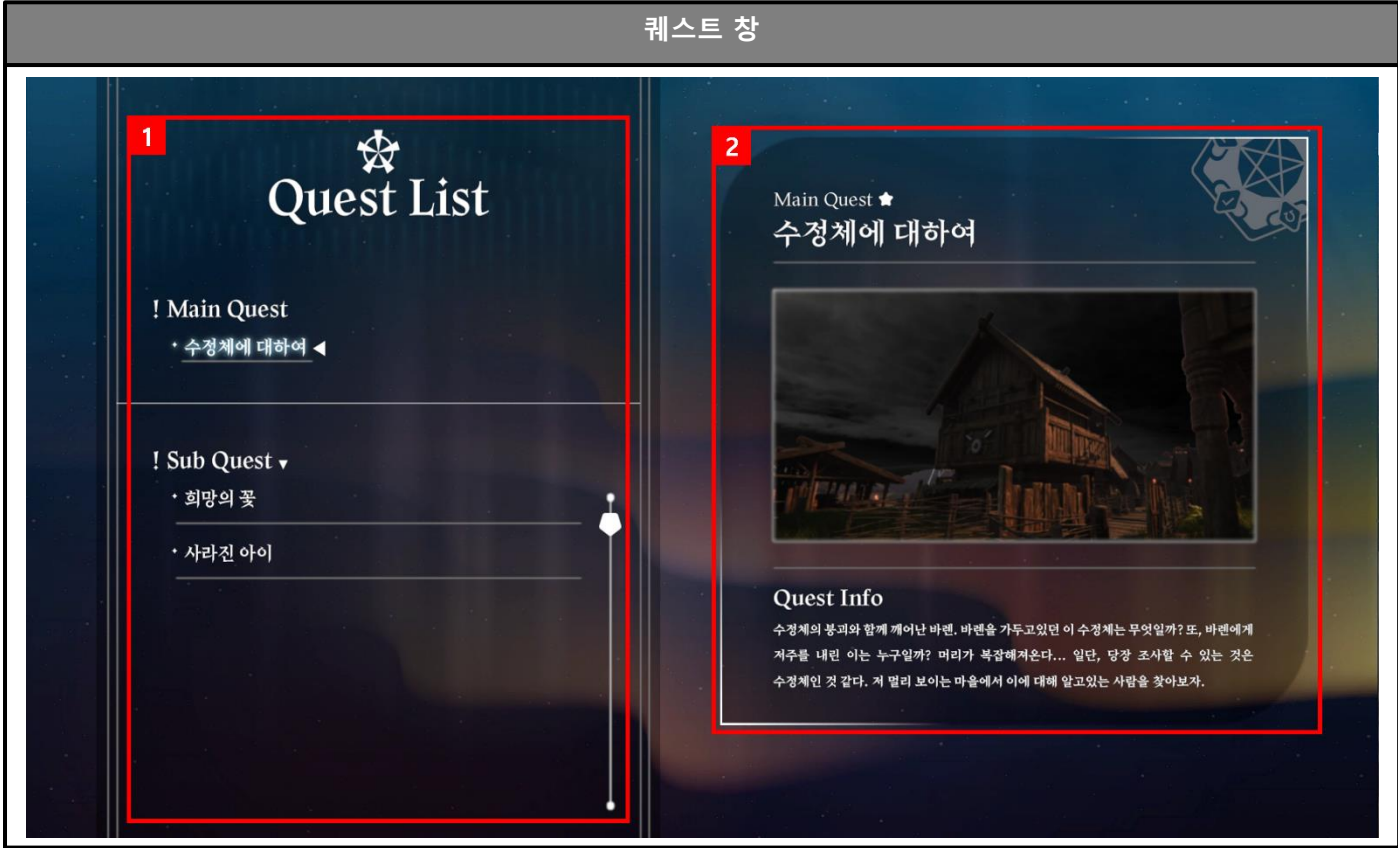 퀘스트 창
1
Quest List
! Main Quest
· 수정체에 대하여 ◀
! Sub Quest ▼
· 희망의 꽃
· 사라진 아이
2
Main Quest
수정체에 대하여
Quest Info
수정체의 붕괴와 함께 깨어난 바렌. 바렌을 가두고있던 이 수정체는 무엇일까? 또, 바렌에게
저주를 내린 이는 누구일까? 머리가 복잡해져온다... 일단, 당장 조사할 수 있는 것은
수정체인 것 같다. 저 멀리 보이는 마을에서 이에 대해 알고있는 사람을 찾아보자.